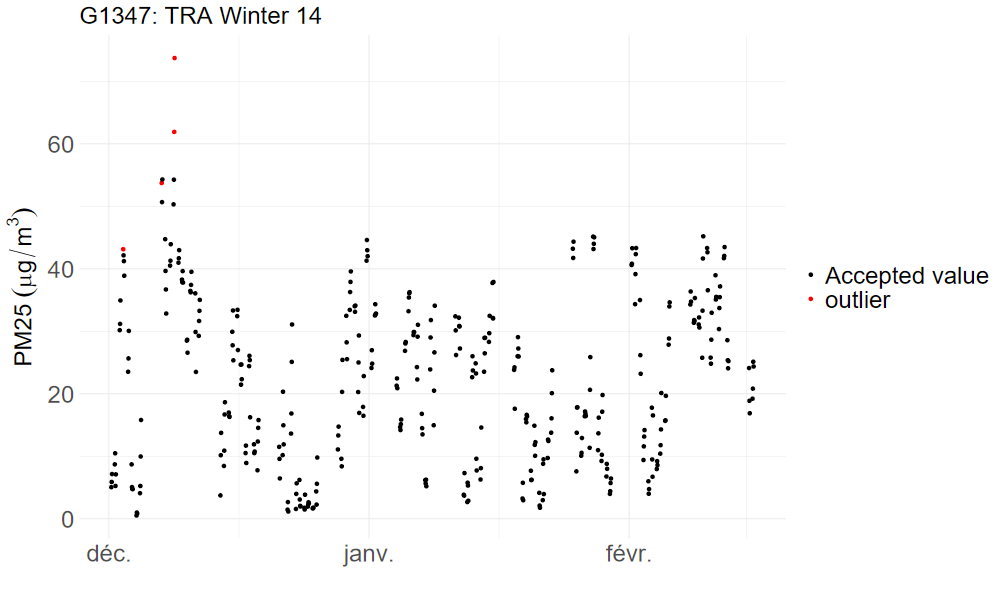 G1347: TRA Winter 14
PM25 (μg/m³)
60
40
20
0
déc.
janv.
févr.
Accepted value
outlier